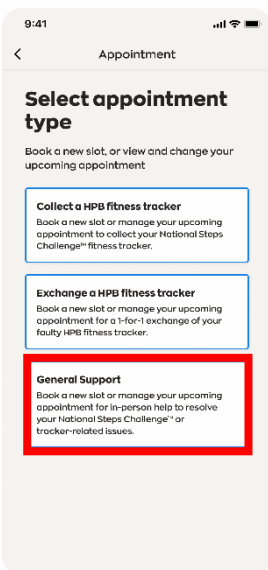 9:41
Appointment
Select appointment
type
Book a new slot, or view and change your
upcoming appointment
Collect a HPB fitness tracker
Book a new slot or manage your upcoming
appointment to collect your National Steps
Challenge™ fitness tracker.
Exchange a HPB fitness tracker
Book a new slot or manage your upcoming
appointment for a 1-for-1 exchange of your
faulty HPB fitness tracker.
General Support
Book a new slot or manage your upcoming
appointment for in-person help to resolve
your National Steps Challenge™ or
tracker-related issues.